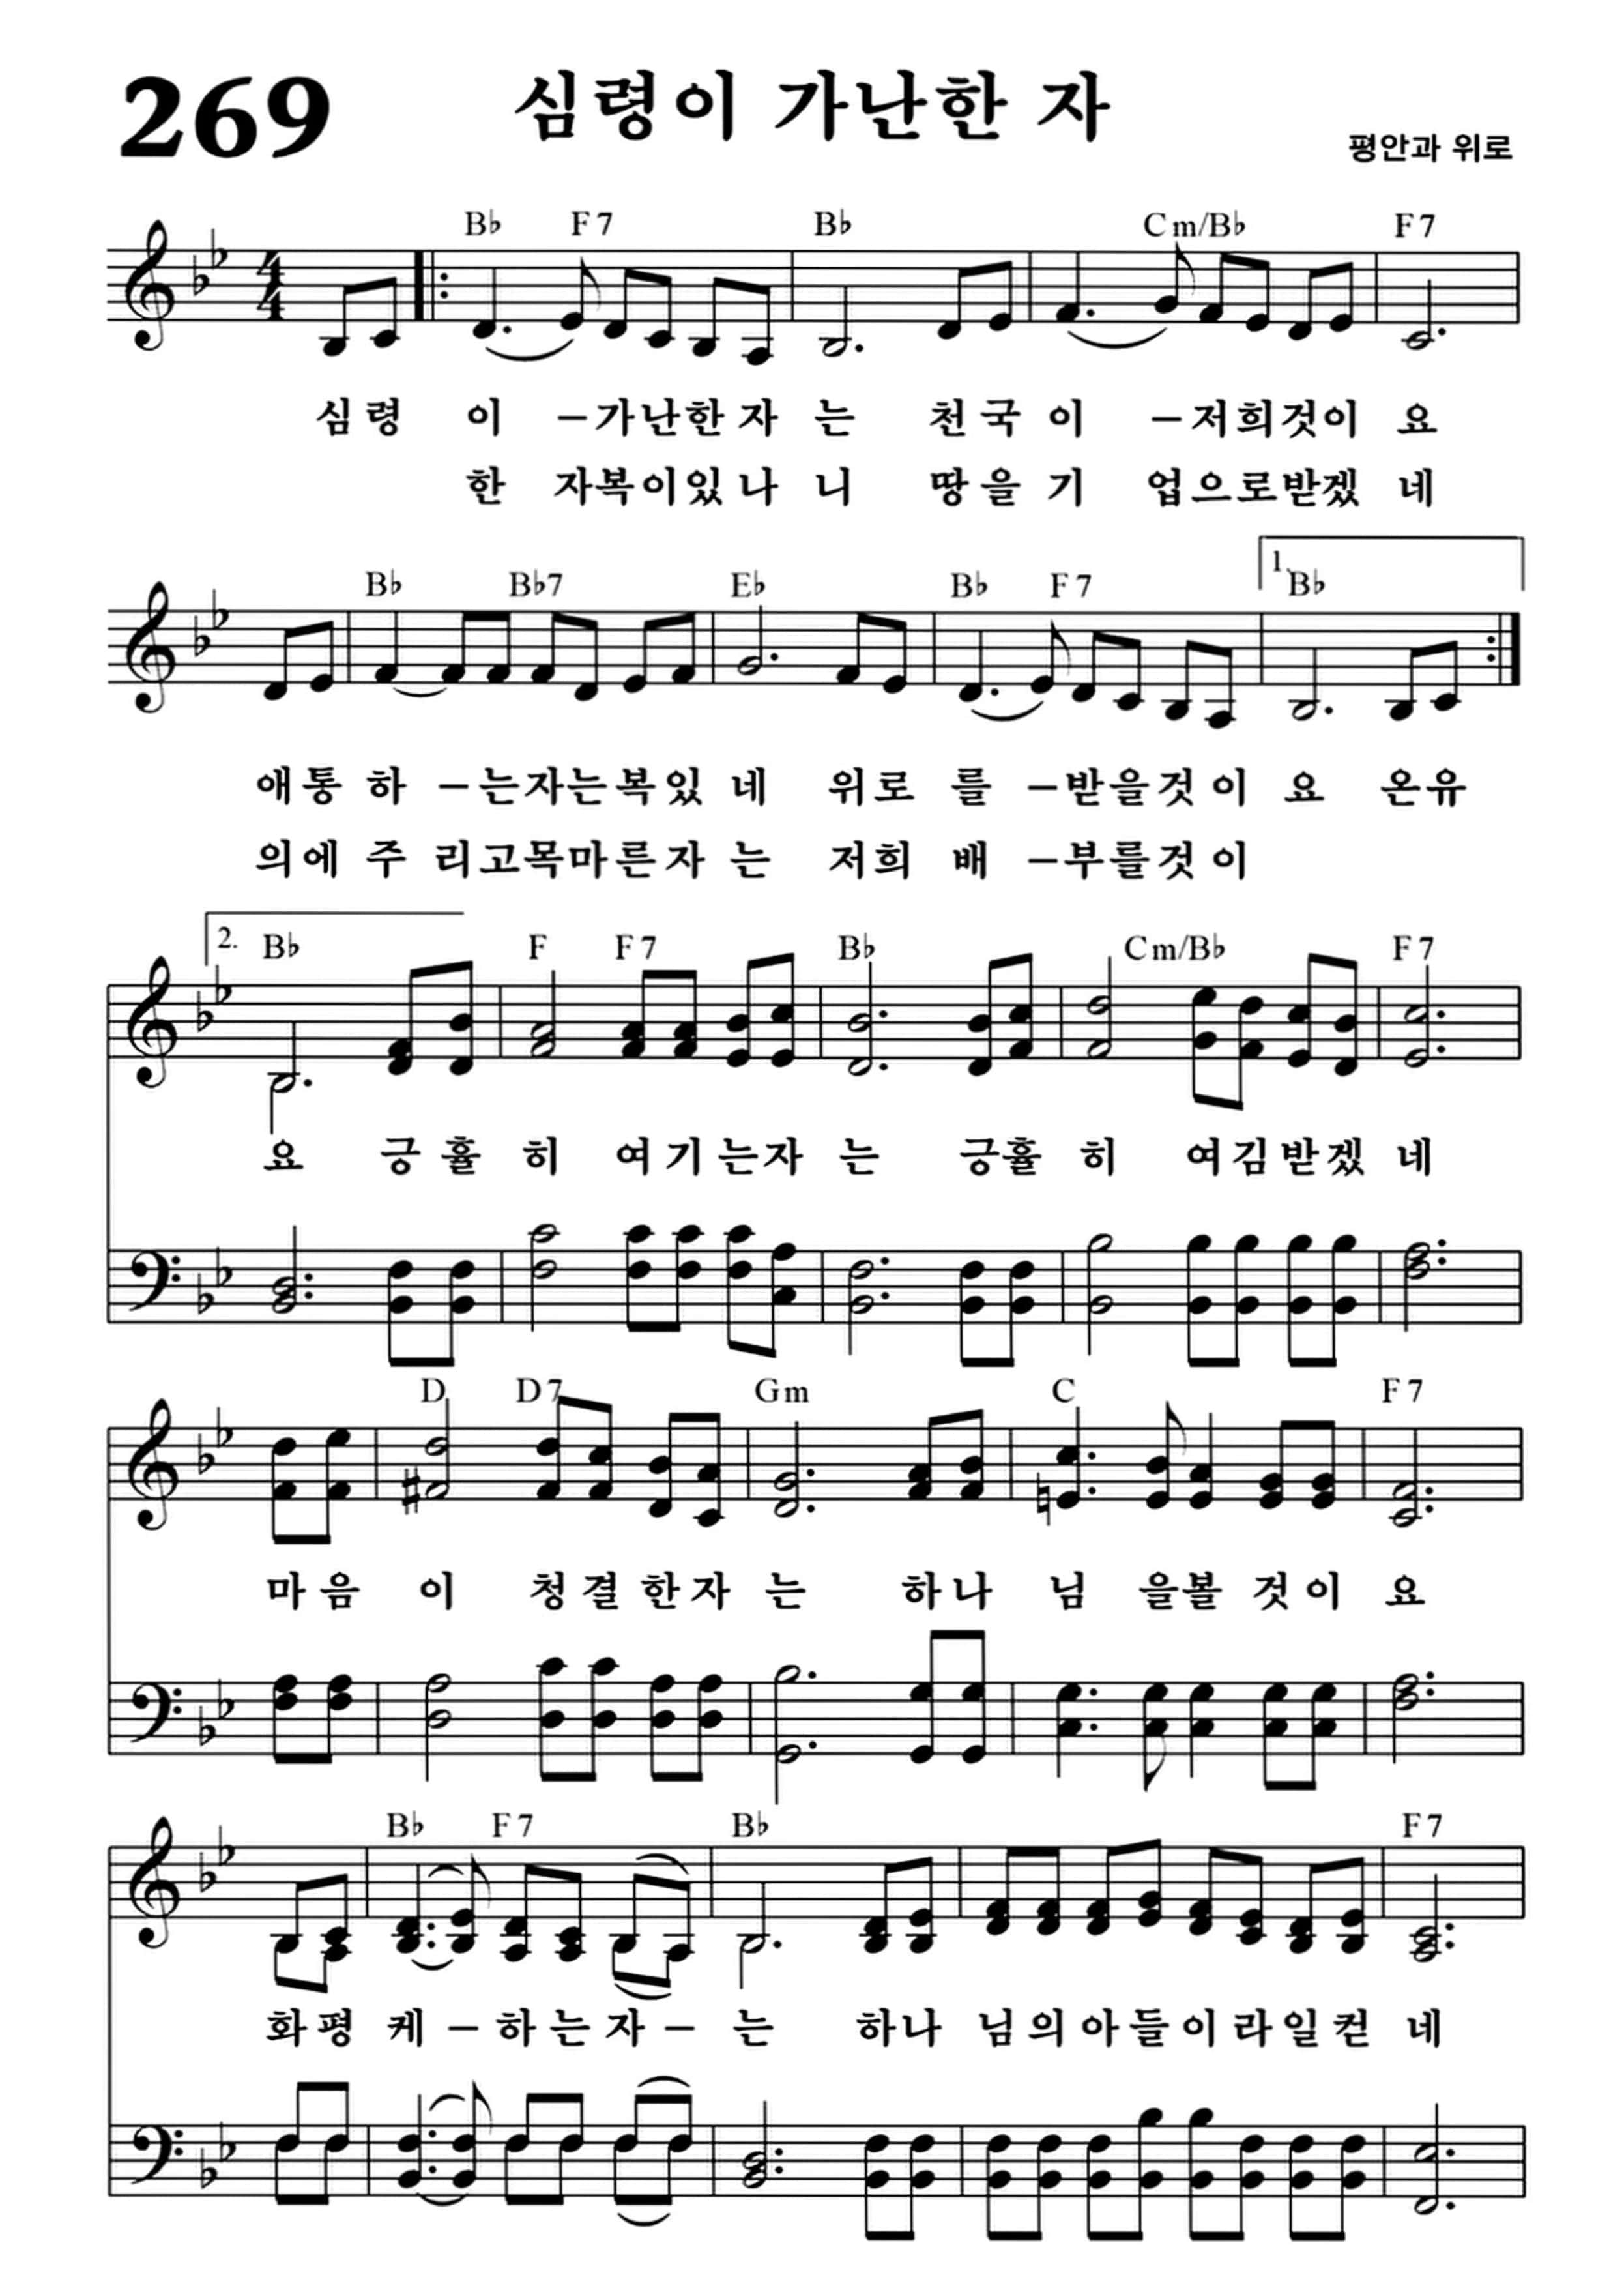 269 심령이 가난한 자
평안과 위로
B♭ F7 B♭ Cm/B♭ F7
심령 이 -가난한 자 는 천국 이 -저희것이 요
한 자복이있 나 니 땅을 기 업으로받겠 네
1.
B♭ B♭7 E♭ B♭ F7 B♭
애통 하 -는자는복있 네 위로 를 -받을것 이 요 온유
의에 주 리고목마른자 는 저희 배 -부를것 이
2. B♭ F F7 B♭ Cm/B♭ F7
요 긍 휼 히 여기는자 는 긍휼 히 여김받겠 네
D D7 Gm C F7
마음 이 청결 한자 는 하나 님 을볼 것이 요
B♭ F7 B♭ F7
화평 케 -하는 자- 는 하나 님의아들이라일컫 네